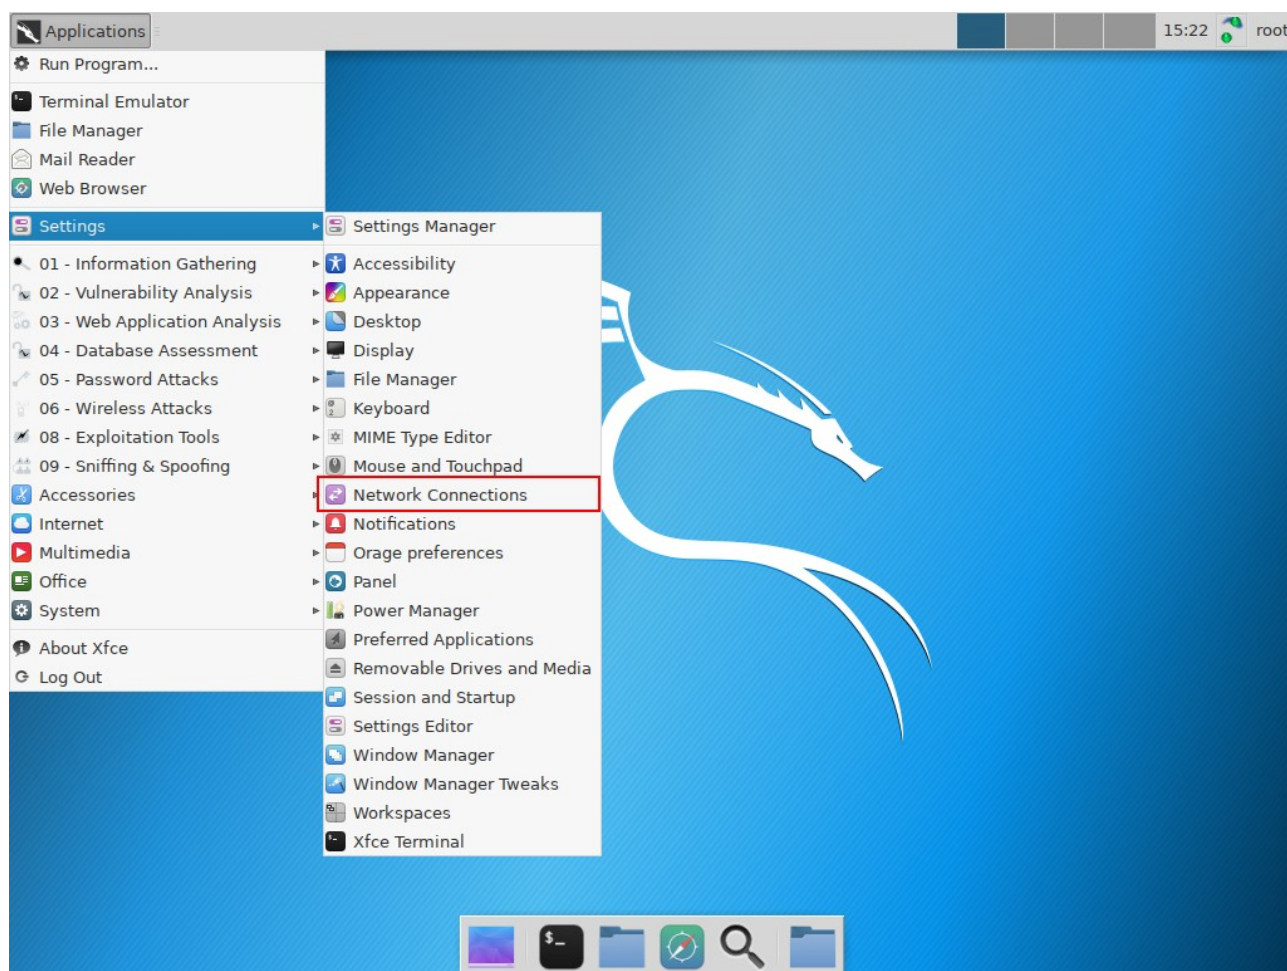 Applications
15:22
root
Run Program...
Terminal Emulator
File Manager
Mail Reader
Web Browser
Settings
01 - Information Gathering
02 - Vulnerability Analysis
03 - Web Application Analysis
04 - Database Assessment
05 - Password Attacks
06 - Wireless Attacks
08 - Exploitation Tools
09 - Sniffing & Spoofing
Accessories
Internet
Multimedia
Office
System
About Xfce
Log Out
Settings Manager
Accessibility
Appearance
Desktop
Display
File Manager
Keyboard
MIME Type Editor
Mouse and Touchpad
Network Connections
Notifications
Orage preferences
Panel
Power Manager
Preferred Applications
Removable Drives and Media
Session and Startup
Settings Editor
Window Manager
Window Manager Tweaks
Workspaces
Xfce Terminal
$_